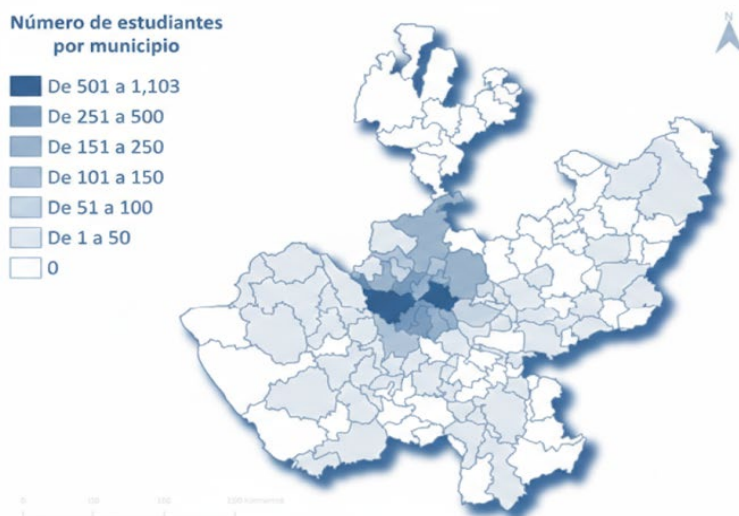 Número de estudiantes
por municipio
De 501 a 1,103
De 251 a 500
De 151 a 250
De 101 a 150
De 51 a 100
De 1 a 50
0
N
0